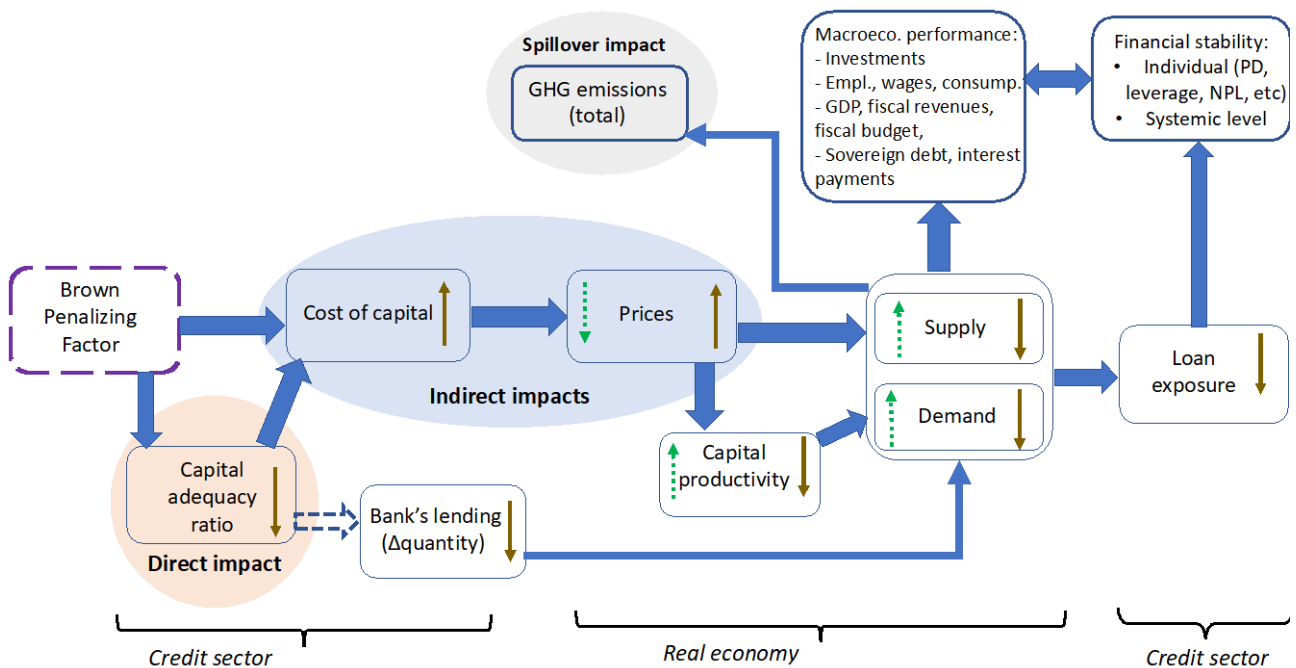 Spillover impact
GHG emissions
(total)
Macroeco. performance:
- Investments
- Empl., wages, consump.
- GDP, fiscal revenues,
fiscal budget,
- Sovereign debt, interest
payments
Financial stability:
• Individual (PD,
leverage, NPL, etc)
• Systemic level
Brown
Penalizing
Factor
Cost of capital
Prices
Indirect impacts
Supply
Demand
Loan
exposure
Capital
productivity
Capital
adequacy
ratio
Direct impact
Bank's lending
(Δquantity)
Credit sector
Real economy
Credit sector